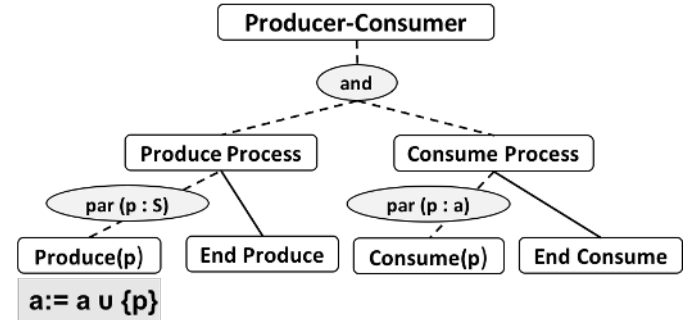 Producer-Consumer
and
Produce Process
Consume Process
par (p : S)
par (p : a)
Produce(p)
End Produce
Consume(p)
End Consume
a:= a ∪ {p}